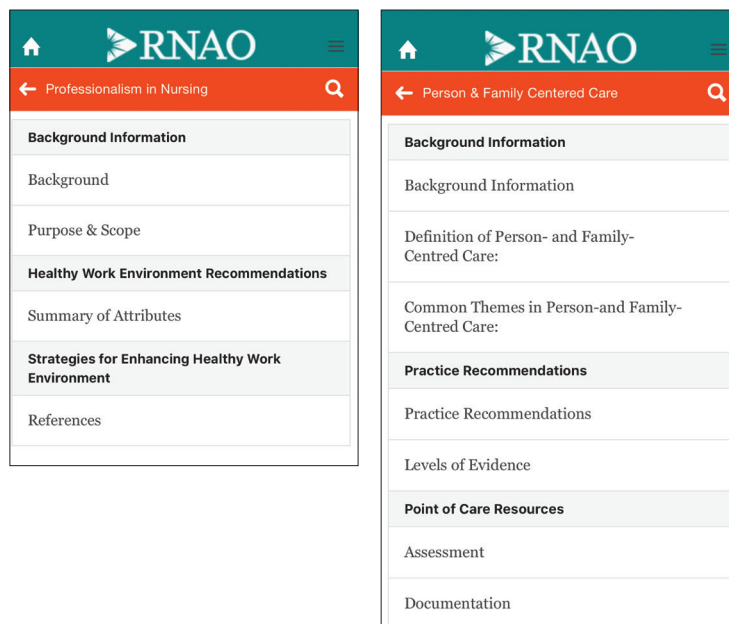 RNAO
Professionalism in Nursing
Background Information
Background
Purpose & Scope
Healthy Work Environment Recommendations
Summary of Attributes
Strategies for Enhancing Healthy Work
Environment
References
RNAO
Person & Family Centered Care
Background Information
Background Information
Definition of Person- and Family-
Centred Care:
Common Themes in Person-and Family-
Centred Care:
Practice Recommendations
Practice Recommendations
Levels of Evidence
Point of Care Resources
Assessment
Documentation